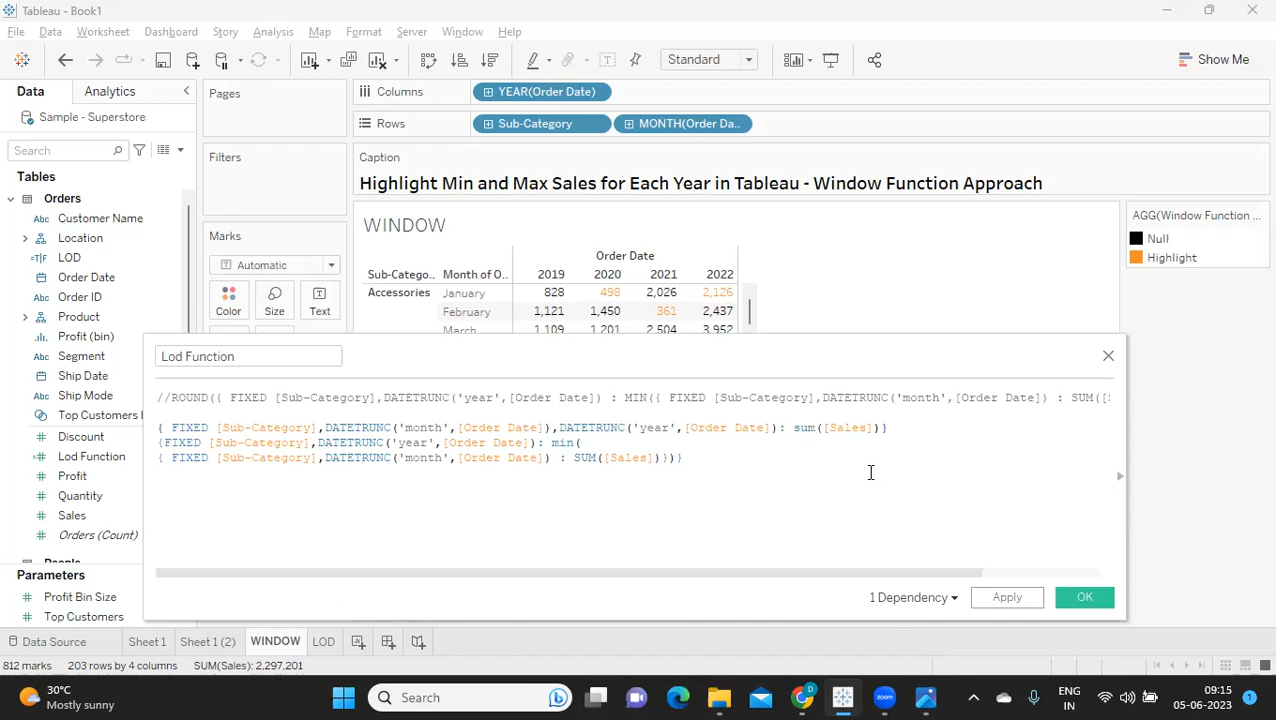 Tableau - Book1
File Data Worksheet Dashboard Story Analysis Map Format Server Window Help
Standard
Show Me
Data Analytics
Sample - Superstore
Search
Tables
Orders
Abc Customer Name
Location
=T|F LOD
Order Date
Abc Order ID
Product
Profit (bin)
Abc Segment
Ship Date
Abc Ship Mode
Top Customers
Discount
Lod Function
Profit
Quantity
Sales
Orders (Count)
People
Parameters
Profit Bin Size
Top Customers
Pages
Filters
Marks
Automatic
Color Size Text
Columns YEAR(Order Date)
Rows Sub-Category MONTH(Order Da..
Caption
Highlight Min and Max Sales for Each Year in Tableau - Window Function Approach
WINDOW
Order Date
Sub-Catego.. Month of O.. 2019 2020 2021 2022
Accessories January 828 498 2,026 2,126
February 1,121 1,450 361 2,437
March 1,109 1,201 2,504 3,952
AGG(Window Function ...
Null
Highlight
Lod Function
//ROUND({ FIXED [Sub-Category],DATETRUNC('year',[Order Date]) : MIN({ FIXED [Sub-Category],DATETRUNC('month',[Order Date]) : SUM([S
{ FIXED [Sub-Category],DATETRUNC('month',[Order Date]),DATETRUNC('year',[Order Date]): sum([Sales])}
{FIXED [Sub-Category],DATETRUNC('year',[Order Date]): min(
{ FIXED [Sub-Category],DATETRUNC('month',[Order Date]) : SUM([Sales])})}
1 Dependency Apply OK
Data Source Sheet 1 Sheet 1 (2) WINDOW LOD
812 marks 203 rows by 4 columns SUM(Sales): 2,297,201
30°C
Mostly sunny
Search
ENG
IN
09:15
05-06-2023
1